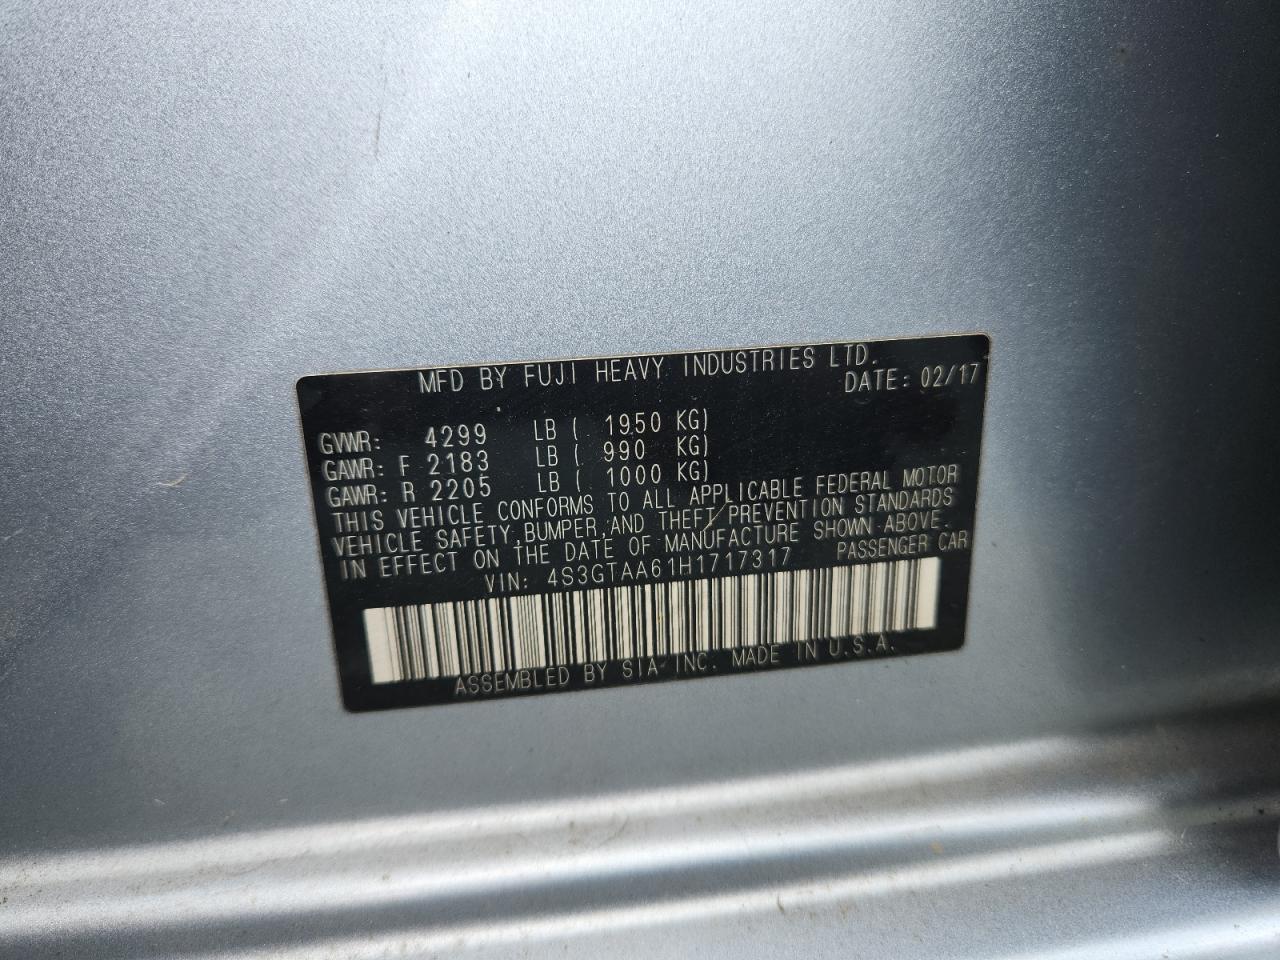 MFD BY FUJI HEAVY INDUSTRIES LTD.
DATE: 02/17
GVWR: 4299 LB ( 1950 KG)
GAWR: F 2183 LB ( 990 KG)
GAWR: R 2205 LB ( 1000 KG)
THIS VEHICLE CONFORMS TO ALL APPLICABLE FEDERAL MOTOR
VEHICLE SAFETY, BUMPER, AND THEFT PREVENTION STANDARDS
IN EFFECT ON THE DATE OF MANUFACTURE SHOWN ABOVE.
VIN: 4S3GTAA61H1717317 PASSENGER CAR
ASSEMBLED BY SIA INC. MADE IN U.S.A.